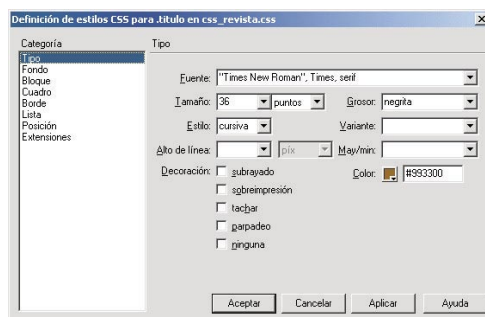 Definición de estilos CSS para .titulo en css_revista.css
Categoría
Tipo
Fondo
Bloque
Cuadro
Borde
Lista
Posición
Extensiones
Tipo
Fuente: "Times New Roman", Times, serif
Tamaño: 36 puntos Grosor: negrita
Estilo: cursiva Variante:
Alto de línea: píx May/min:
Decoración: subrayado Color: #993300
sobreimpresión
tachar
parpadeo
ninguna
Aceptar Cancelar Aplicar Ayuda